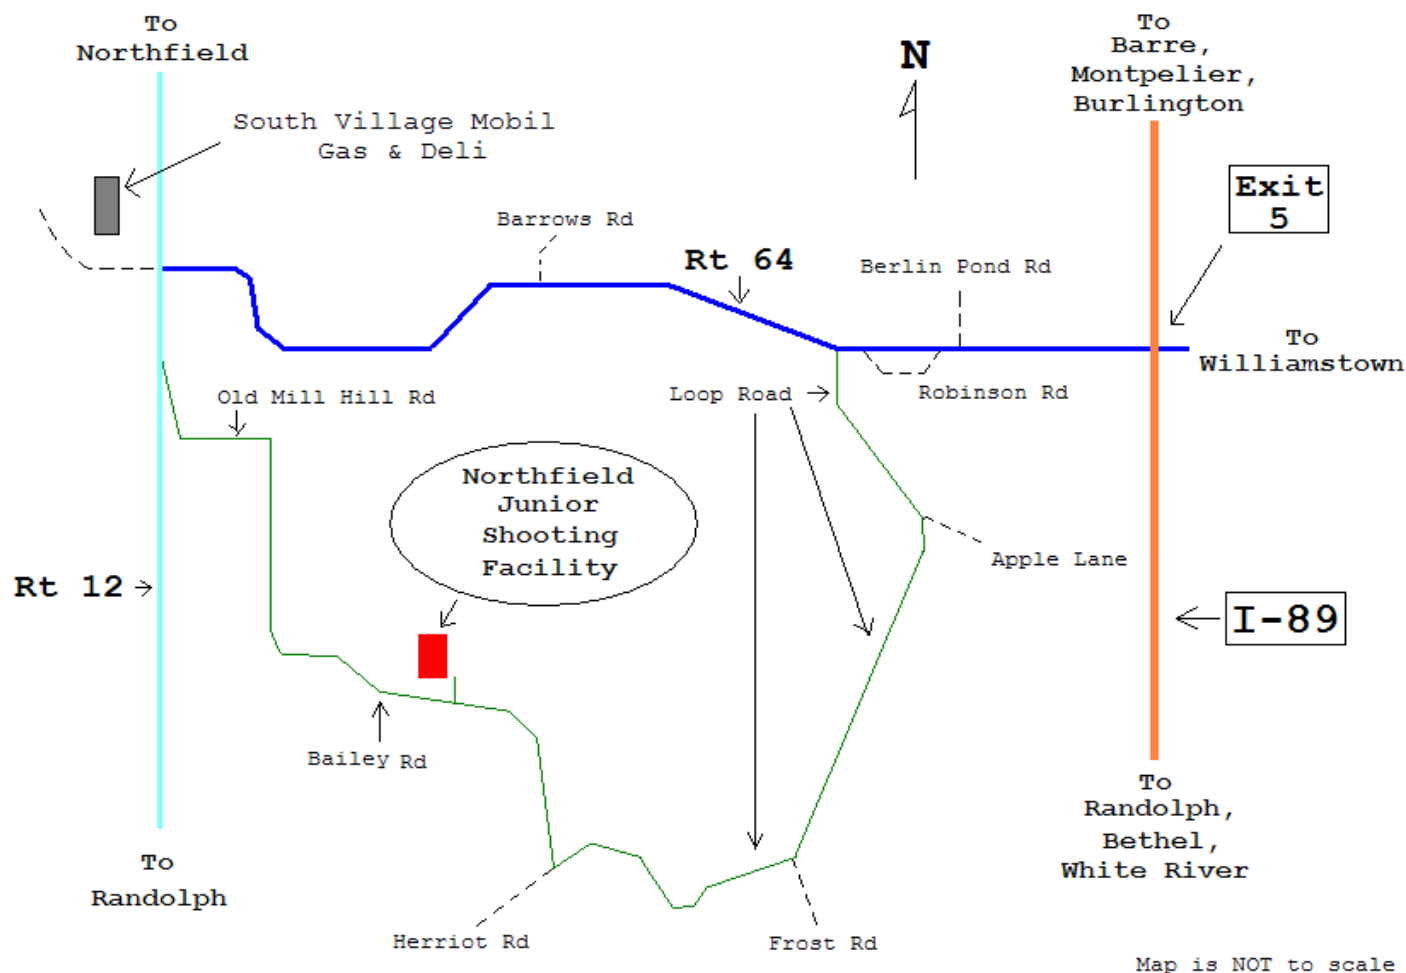 To
Northfield
To
Barre,
Montpelier,
Burlington
N
South Village Mobil
Gas & Deli
Exit
5
Barrows Rd
Rt 64
Berlin Pond Rd
To
Williamstown
Old Mill Hill Rd
Loop Road
Robinson Rd
Northfield
Junior
Shooting
Facility
Apple Lane
Rt 12
I-89
Bailey Rd
To
Randolph,
Bethel,
White River
To
Randolph
Herriot Rd
Frost Rd
Map is NOT to scale